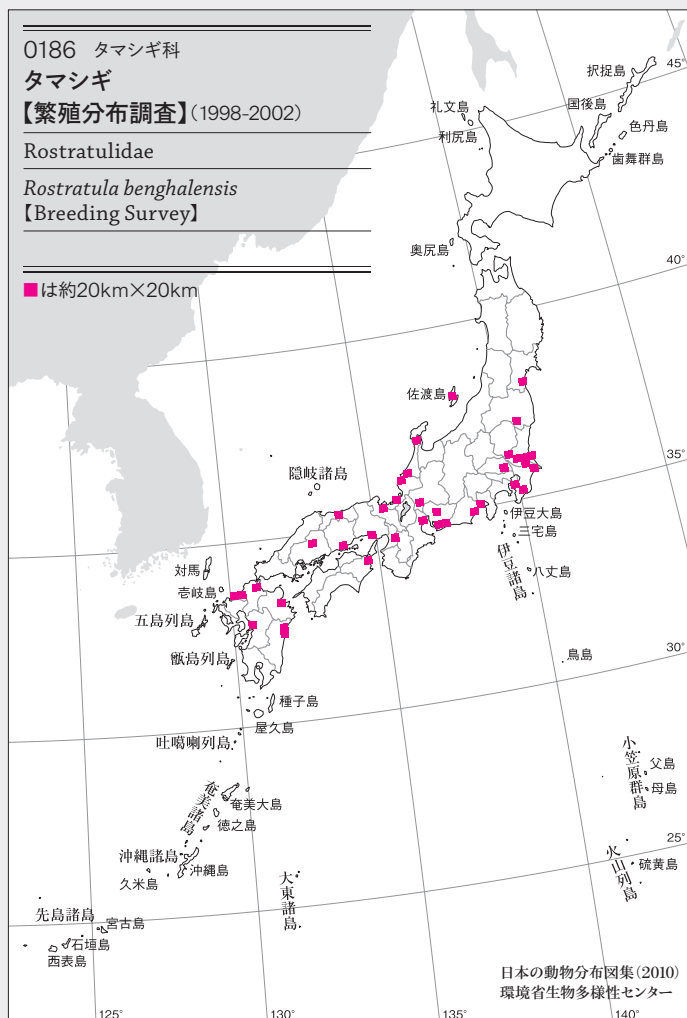 0186 タマシギ科
タマシギ
【繁殖分布調査】(1998-2002)
Rostratulidae
Rostratula benghalensis
【Breeding Survey】
■は約20km×20km
択捉島
45°
礼文島
国後島
利尻島
色丹島
歯舞群島
奥尻島
40°
佐渡島
35°
隠岐諸島
伊豆大島
三宅島
伊豆諸島
八丈島
対馬
壱岐島
五島列島
甑島列島
鳥島
30°
種子島
屋久島
吐噶喇列島
小笠原群島
父島
母島
奄美諸島
奄美大島
徳之島
25°
沖縄諸島
沖縄島
久米島
火山列島
硫黄島
大東諸島
先島諸島
宮古島
石垣島
西表島
日本の動物分布図集(2010)
環境省生物多様性センター
125°
130°
135°
140°